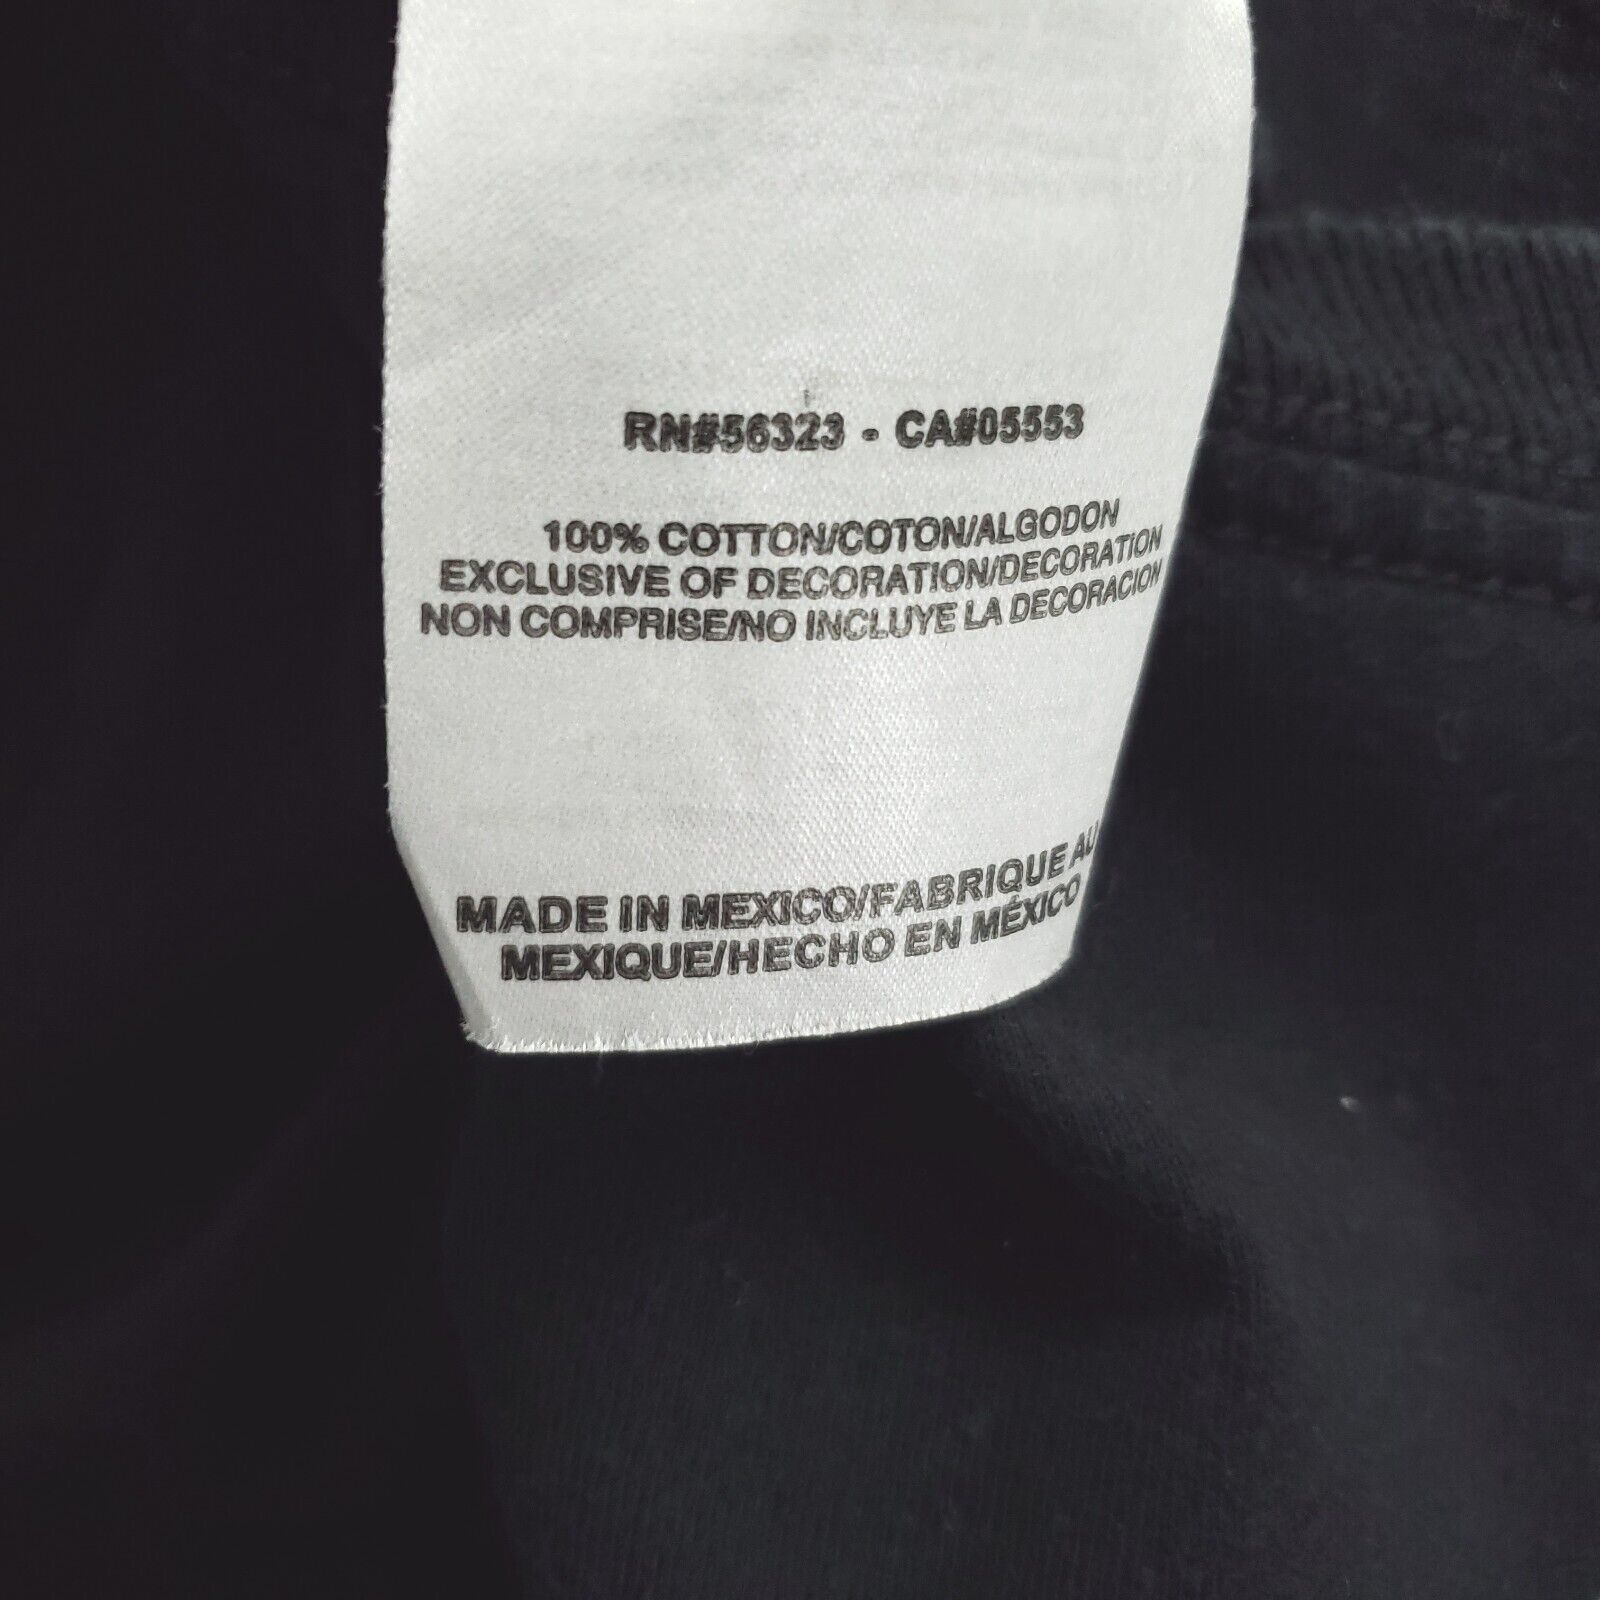 RN#56323 - CA#05553
100% COTTON/COTON/ALGODON
EXCLUSIVE OF DECORATION/DECORATION
NON COMPRISE/NO INCLUYE LA DECORACION
MADE IN MEXICO/FABRIQUE AU
MEXIQUE/HECHO EN MÉXICO